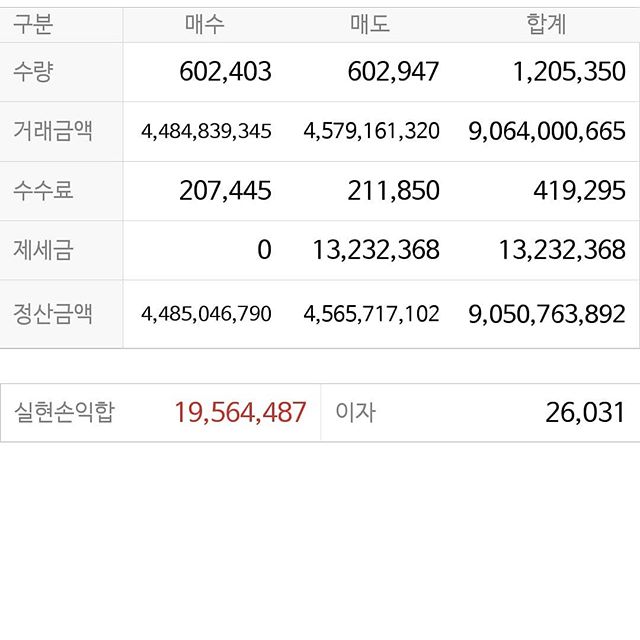 구분 매수 매도 합계
수량 602,403 602,947 1,205,350
거래금액 4,484,839,345 4,579,161,320 9,064,000,665
수수료 207,445 211,850 419,295
제세금 0 13,232,368 13,232,368
정산금액 4,485,046,790 4,565,717,102 9,050,763,892
실현손익합 19,564,487 이자 26,031